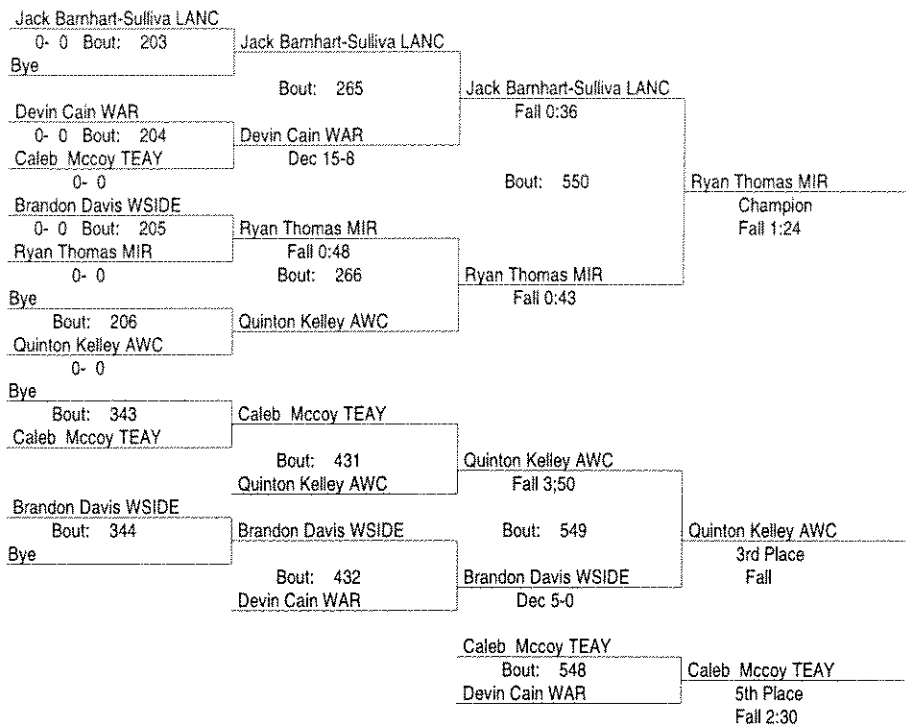 Jack Barnhart-Sulliva LANC
0- 0 Bout: 203
Bye
Jack Barnhart-Sulliva LANC
Bout: 265
Devin Cain WAR
0- 0 Bout: 204
Caleb Mccoy TEAY
0- 0
Devin Cain WAR
Dec 15-8
Jack Barnhart-Sulliva LANC
Fall 0:36
Bout: 550
Brandon Davis WSIDE
0- 0 Bout: 205
Ryan Thomas MIR
0- 0
Ryan Thomas MIR
Fall 0:48
Bout: 266
Bye
Bout: 206
Quinton Kelley AWC
0- 0
Quinton Kelley AWC
Ryan Thomas MIR
Fall 0:43
Ryan Thomas MIR
Champion
Fall 1:24
Bye
Bout: 343
Caleb Mccoy TEAY
Caleb Mccoy TEAY
Bout: 431
Quinton Kelley AWC
Quinton Kelley AWC
Fall 3;50
Bout: 549
Brandon Davis WSIDE
Bout: 344
Bye
Brandon Davis WSIDE
Bout: 432
Devin Cain WAR
Brandon Davis WSIDE
Dec 5-0
Quinton Kelley AWC
3rd Place
Fall
Caleb Mccoy TEAY
Bout: 548
Devin Cain WAR
Caleb Mccoy TEAY
5th Place
Fall 2:30